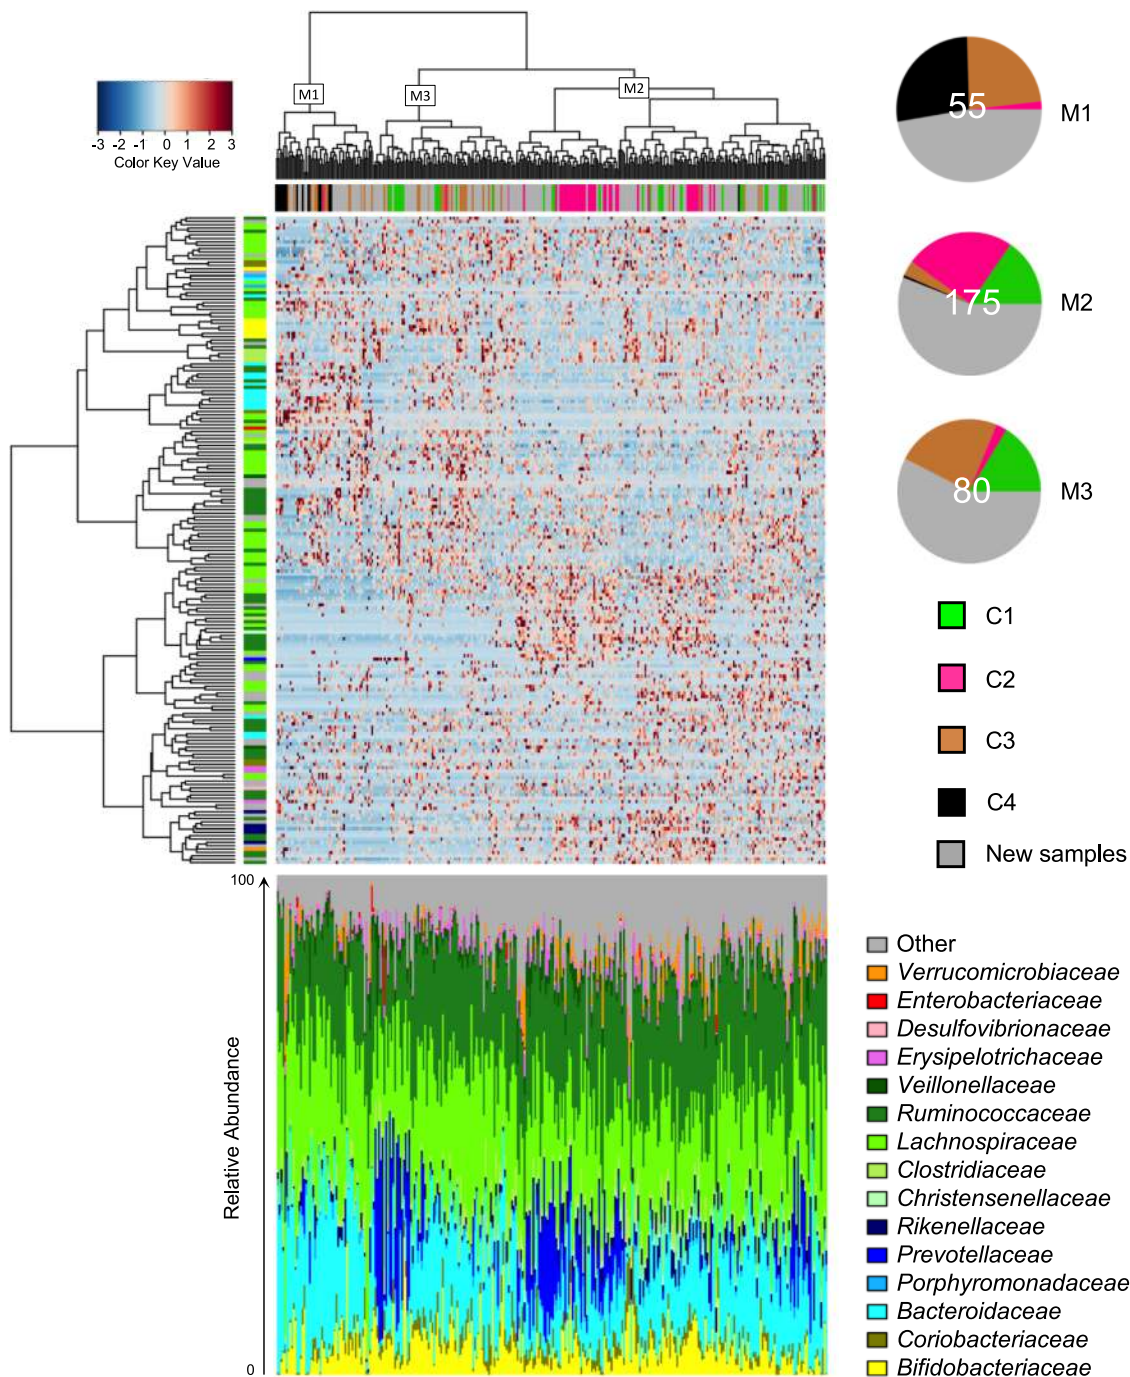 M1
M3
M2
-3 -2 -1 0 1 2 3
Color Key Value
55
M1
175
M2
80
M3
C1
C2
C3
C4
New samples
100
Relative Abundance
0
Other
Verrucomicrobiaceae
Enterobacteriaceae
Desulfovibrionaceae
Erysipelotrichaceae
Veillonellaceae
Ruminococcaceae
Lachnospiraceae
Clostridiaceae
Christensenellaceae
Rikenellaceae
Prevotellaceae
Porphyromonadaceae
Bacteroidaceae
Coriobacteriaceae
Bifidobacteriaceae